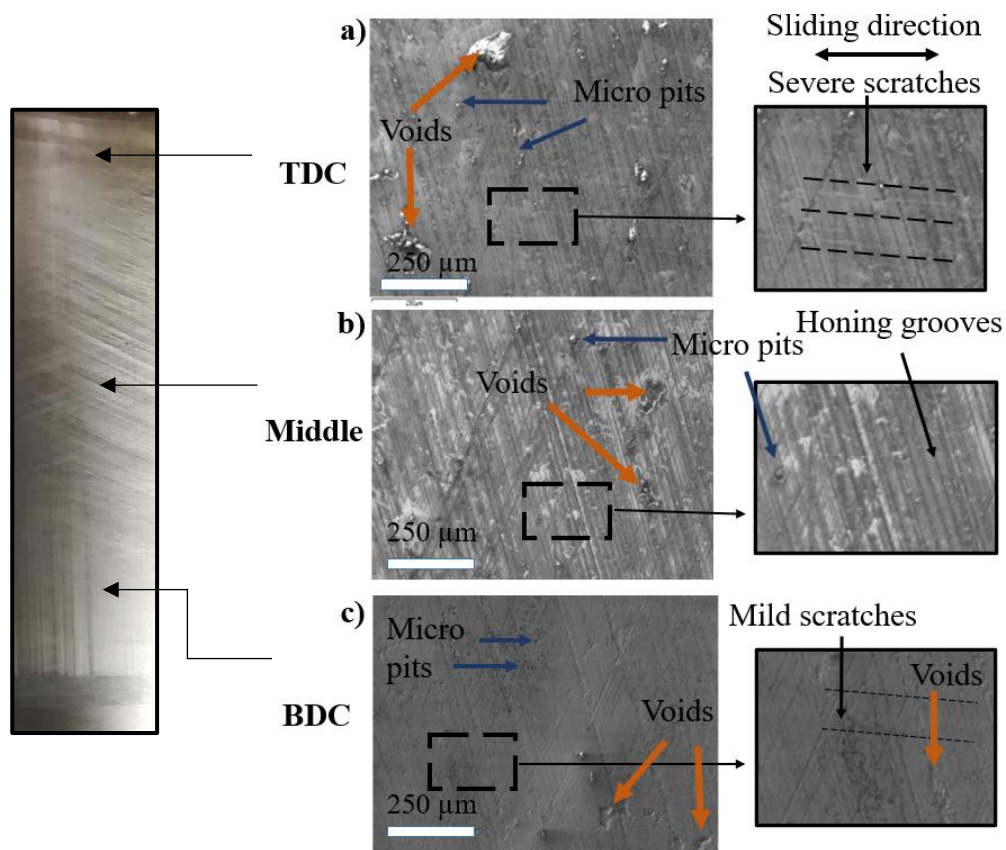 a)
Sliding direction
Severe scratches
Micro pits
Voids
TDC
250 µm
250µm
b)
Honing grooves
Micro pits
Voids
Middle
250 µm
c)
Mild scratches
Micro
pits
Voids
Voids
BDC
250 µm